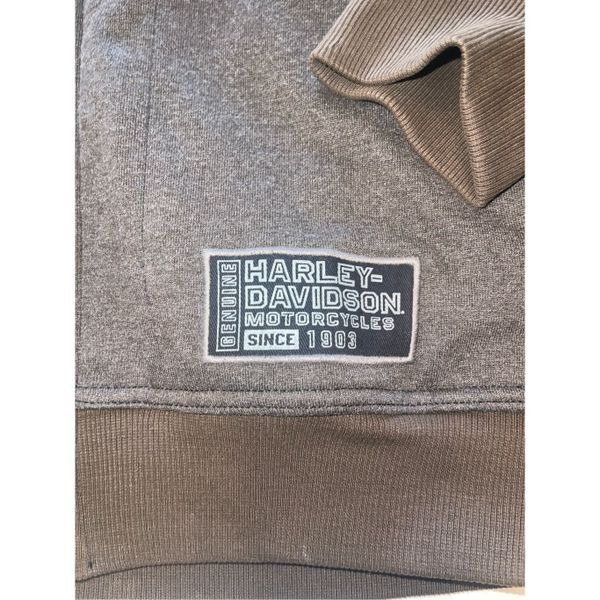 GENUINE
HARLEY-
DAVIDSON
MOTORCYCLES
SINCE 1903